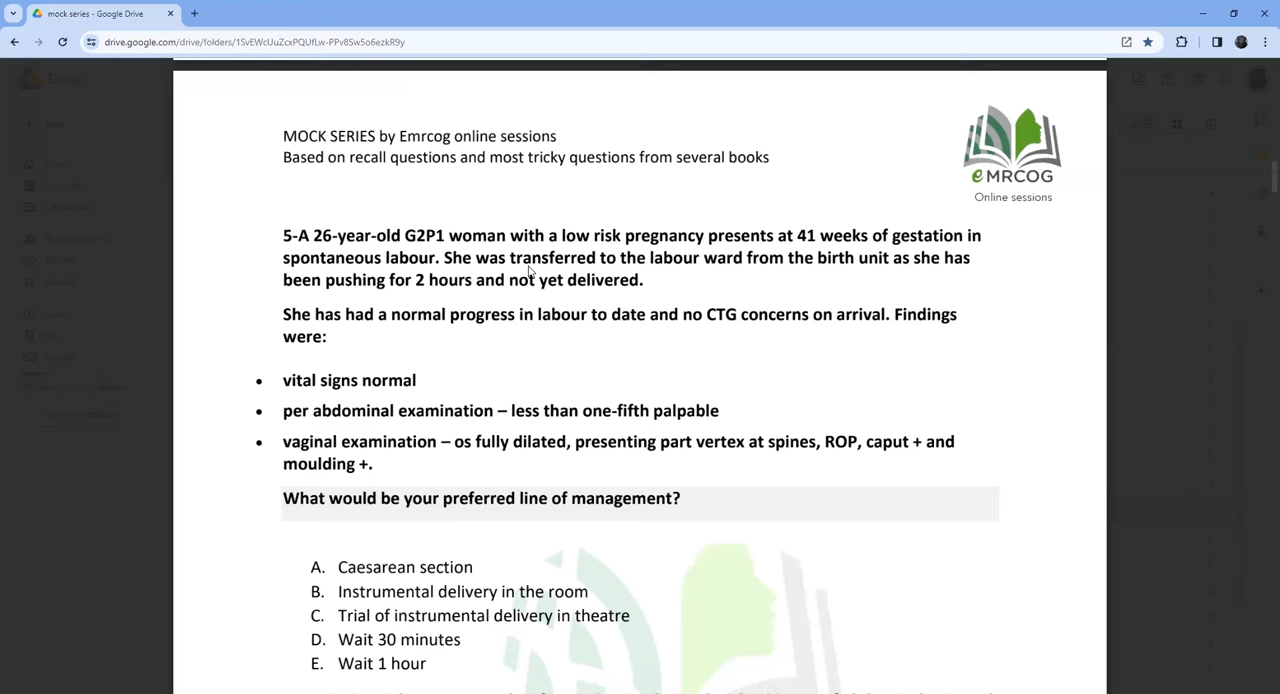 mock series - Google Drive
drive.google.com/drive/folders/1SvEWcUuZcxPQUfLw-PPv8Sw5o6ezkR9y
Drive
New
MOCK SERIES by Emrcog online sessions
Based on recall questions and most tricky questions from several books
eMRCOG
Online sessions
5-A 26-year-old G2P1 woman with a low risk pregnancy presents at 41 weeks of gestation in
spontaneous labour. She was transferred to the labour ward from the birth unit as she has
been pushing for 2 hours and not yet delivered.
She has had a normal progress in labour to date and no CTG concerns on arrival. Findings
were:
• vital signs normal
• per abdominal examination – less than one-fifth palpable
• vaginal examination – os fully dilated, presenting part vertex at spines, ROP, caput + and
moulding +.
What would be your preferred line of management?
A. Caesarean section
B. Instrumental delivery in the room
C. Trial of instrumental delivery in theatre
D. Wait 30 minutes
E. Wait 1 hour